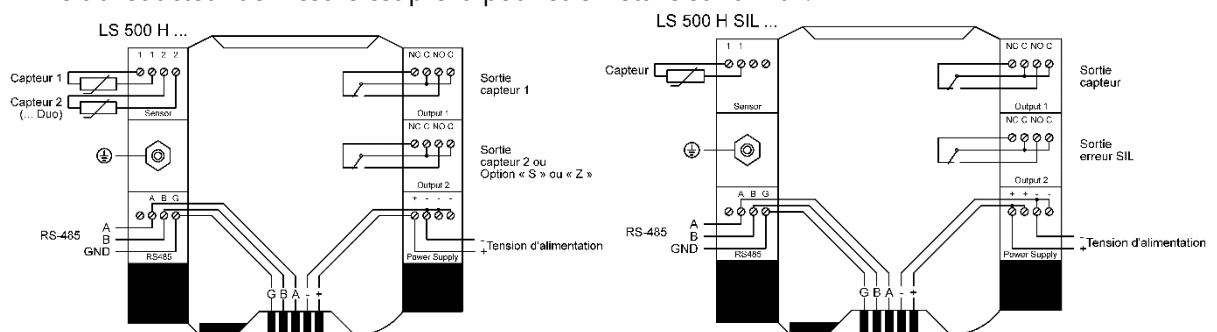 LS 500 H ...
1 1 2 2
Capteur 1
Capteur 2
(... Duo)
Sensor
NC C NO C
Sortie
capteur 1
Output 1
NC C NO C
Sortie
capteur 2 ou
Option « S » ou « Z »
Output 2
A B G
A
RS-485 B
GND
RS485
+ - - -
- Tension d'alimentation
+
Power Supply
G B A - +
LS 500 H SIL ...
1 1
Capteur
Sensor
NC C NO C
Sortie
capteur
Output 1
NC C NO C
Sortie
erreur SIL
Output 2
A B G
A
RS-485 B
GND
RS485
+ + - -
- Tension d'alimentation
+
Power Supply
G B A - +